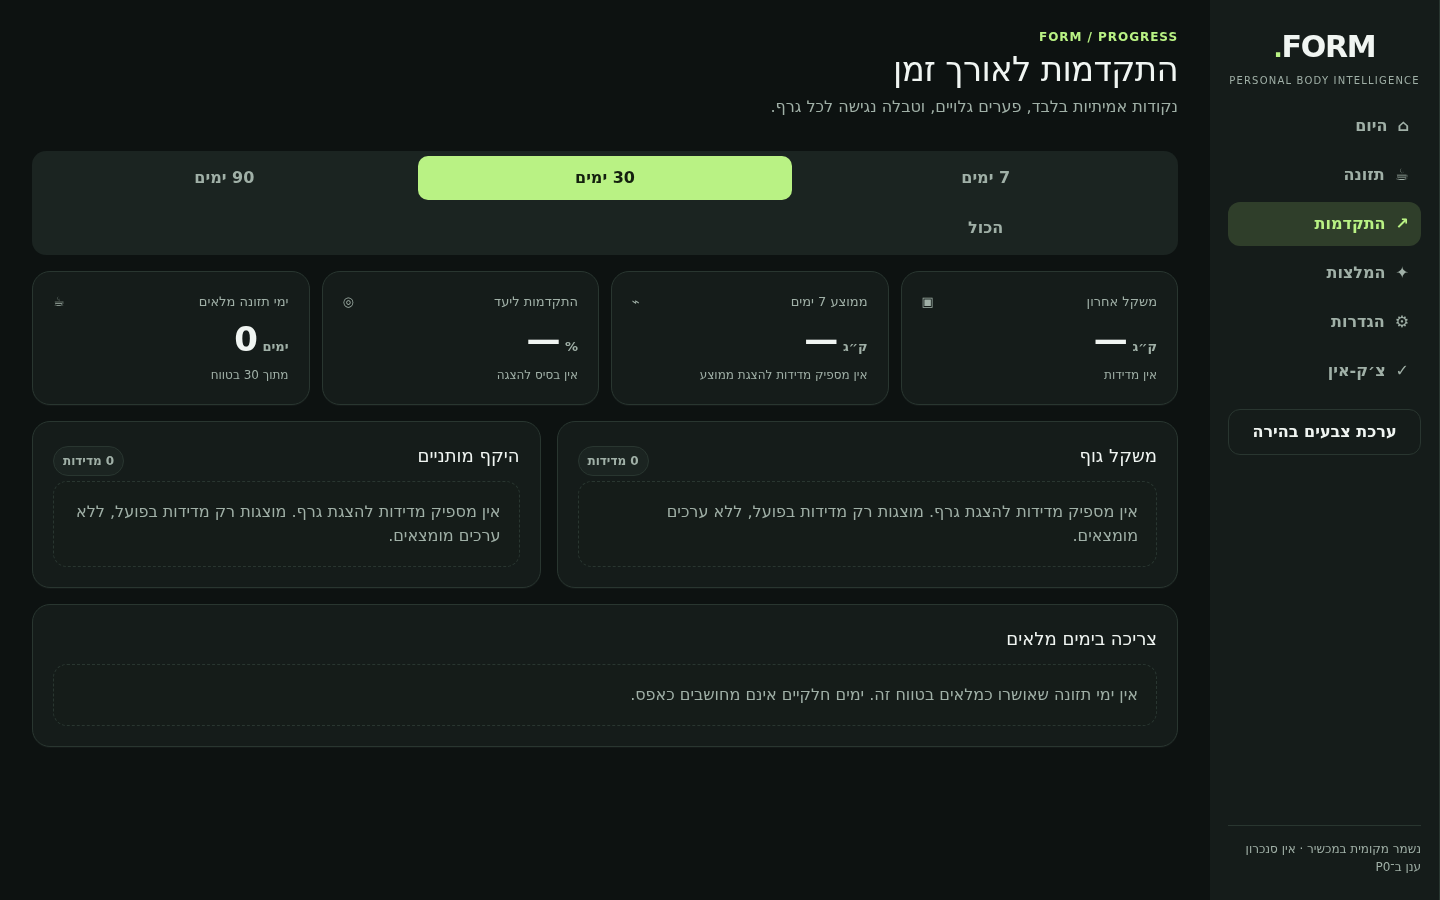 FORM.
PERSONAL BODY INTELLIGENCE
היום
תזונה
התקדמות
המלצות
הגדרות
צ׳ק-אין
ערכת צבעים בהירה
נשמר מקומית במכשיר · אין סנכרון
ענן ב־P0
FORM / PROGRESS
התקדמות לאורך זמן
נקודות אמיתיות בלבד, פערים גלויים, וטבלה נגישה לכל גרף.
7 ימים
30 ימים
90 ימים
הכול
משקל אחרון
— ק״ג
אין מדידות
ממוצע 7 ימים
— ק״ג
אין מספיק מדידות להצגת ממוצע
התקדמות ליעד
— %
אין בסיס להצגה
ימי תזונה מלאים
0 ימים
מתוך 30 בטווח
משקל גוף
0 מדידות
אין מספיק מדידות להצגת גרף. מוצגות רק מדידות בפועל, ללא ערכים
מומצאים.
היקף מותניים
0 מדידות
אין מספיק מדידות להצגת גרף. מוצגות רק מדידות בפועל, ללא
ערכים מומצאים.
צריכה בימים מלאים
אין ימי תזונה שאושרו כמלאים בטווח זה. ימים חלקיים אינם מחושבים כאפס.